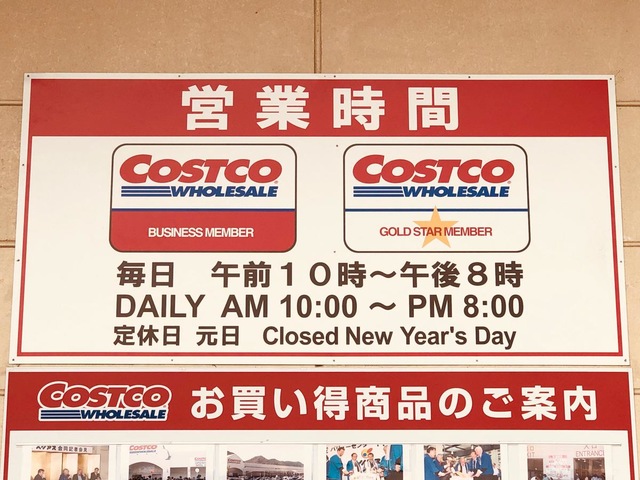 営業時間
COSTCO
WHOLESALE
BUSINESS MEMBER
COSTCO
WHOLESALE
GOLD STAR MEMBER
毎日 午前１０時～午後８時
DAILY AM 10:00 ～ PM 8:00
定休日 元日 Closed New Year's Day
COSTCO
WHOLESALE
お買い得商品のご案内
COSTCO
ENTRANCE